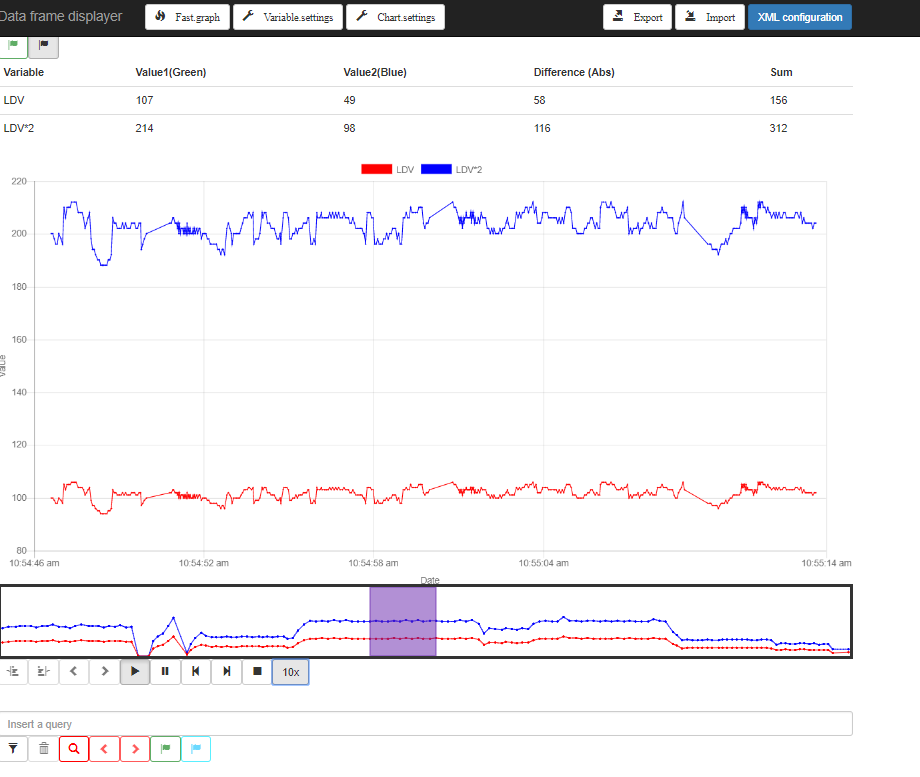 Data frame displayer Fast.graph Variable.settings Chart.settings Export Import XML configuration
Variable Value1(Green) Value2(Blue) Difference (Abs) Sum
LDV 107 49 58 156
LDV*2 214 98 116 312
LDV LDV*2
220
200
180
160
Value
140
120
100
80
10:54:46 am 10:54:52 am 10:54:58 am 10:55:04 am 10:55:14 am
Date
10x
Insert a query